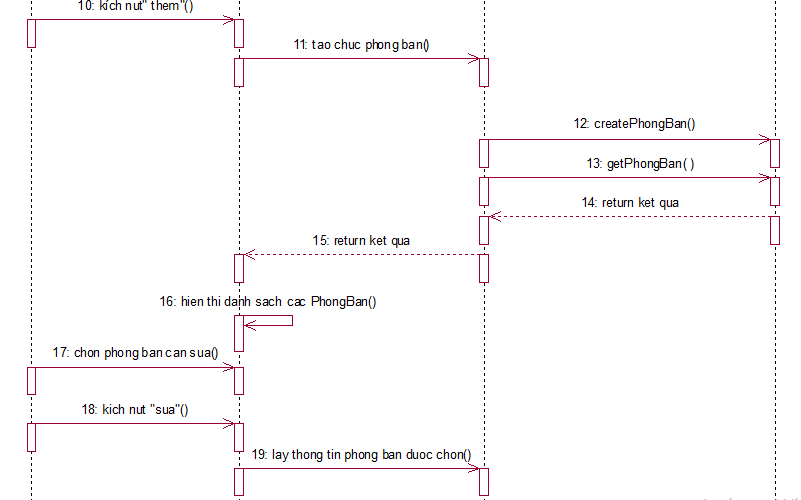 10: kích nut" them"()
11: tao chuc phong ban()
12: createPhongBan()
13: getPhongBan( )
14: return ket qua
15: return ket qua
16: hien thi danh sach cac PhongBan()
17: chon phong ban can sua()
18: kich nut "sua"()
19: lay thong tin phong ban duoc chon()